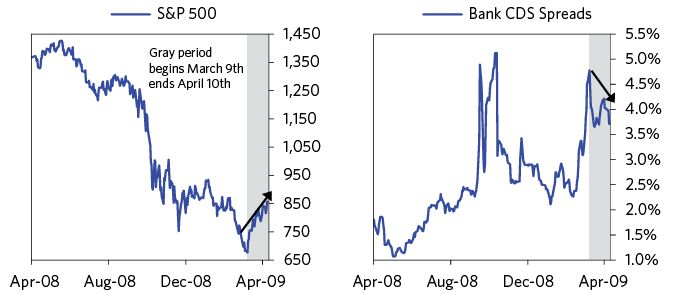 S&P 500
Gray period
begins March 9th
ends April 10th
1,450
1,350
1,250
1,150
1,050
950
850
750
650
Apr-08
Aug-08
Dec-08
Apr-09
Bank CDS Spreads
5.5%
5.0%
4.5%
4.0%
3.5%
3.0%
2.5%
2.0%
1.5%
1.0%
Apr-08
Aug-08
Dec-08
Apr-09